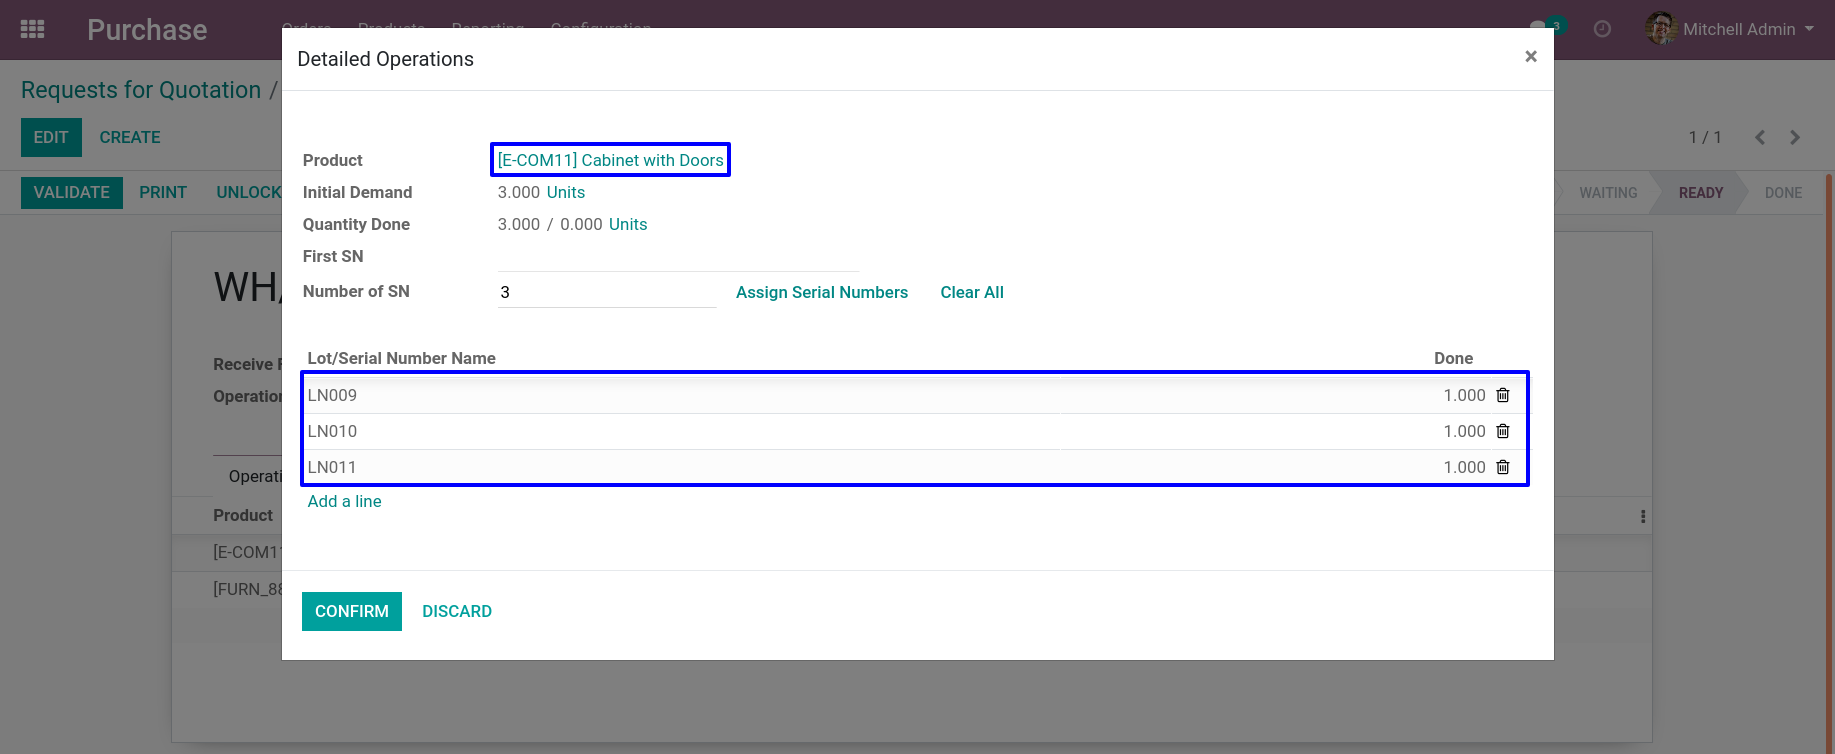 Purchase Orders Products Reporting Configuration 3 Mitchell Admin
Detailed Operations ×
Requests for Quotation /
EDIT CREATE 1 / 1
Product [E-COM11] Cabinet with Doors
VALIDATE PRINT UNLOCK WAITING READY DONE
Initial Demand 3.000 Units
Quantity Done 3.000 / 0.000 Units
First SN
WH/
Number of SN 3 Assign Serial Numbers Clear All
Lot/Serial Number Name Done
Receive
LN009 1.000
LN010 1.000
LN011 1.000
Add a line
Product
[E-COM11
[FURN_88
CONFIRM DISCARD